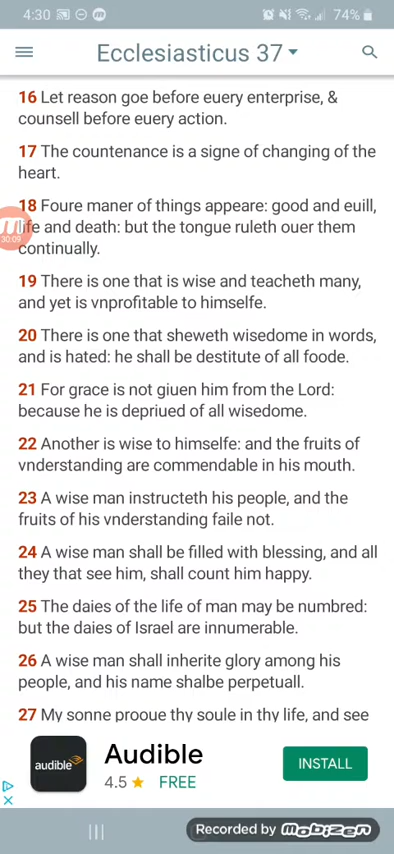 4:30 74%
Ecclesiasticus 37
16 Let reason goe before euery enterprise, &
counsell before euery action.
17 The countenance is a signe of changing of the
heart.
18 Foure maner of things appeare: good and euill,
life and death: but the tongue ruleth ouer them
continually.
30:09
19 There is one that is wise and teacheth many,
and yet is vnprofitable to himselfe.
20 There is one that sheweth wisedome in words,
and is hated: he shall be destitute of all foode.
21 For grace is not giuen him from the Lord:
because he is depriued of all wisedome.
22 Another is wise to himselfe: and the fruits of
vnderstanding are commendable in his mouth.
23 A wise man instructeth his people, and the
fruits of his vnderstanding faile not.
24 A wise man shall be filled with blessing, and all
they that see him, shall count him happy.
25 The daies of the life of man may be numbred:
but the daies of Israel are innumerable.
26 A wise man shall inherite glory among his
people, and his name shalbe perpetuall.
27 My sonne prooue thy soule in thy life, and see
audible
Audible
4.5 ★ FREE
INSTALL
Recorded by mobizen